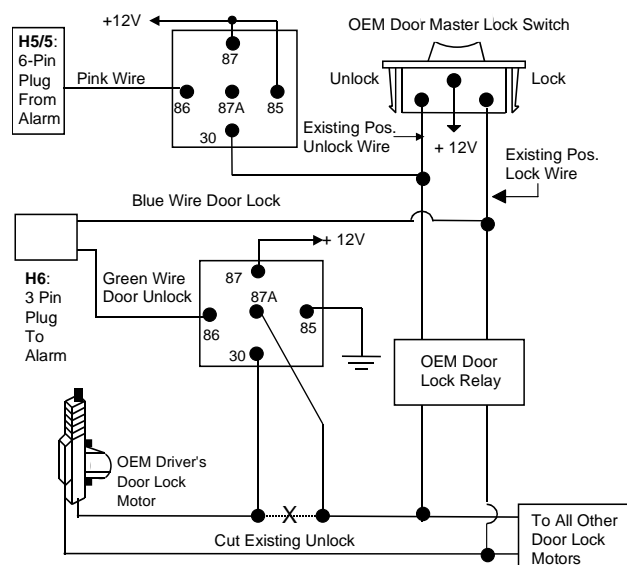 +12V
H5/5:
6-Pin
Plug
From
Alarm
Pink Wire
87
86
87A
85
30
OEM Door Master Lock Switch
Unlock
Lock
Existing Pos.
Unlock Wire
+ 12V
Existing Pos.
Lock Wire
Blue Wire Door Lock
H6:
3 Pin
Plug
To
Alarm
Green Wire
Door Unlock
+ 12V
87
87A
86
85
30
OEM Door
Lock Relay
OEM Driver's
Door Lock
Motor
X
Cut Existing Unlock
To All Other
Door Lock
Motors